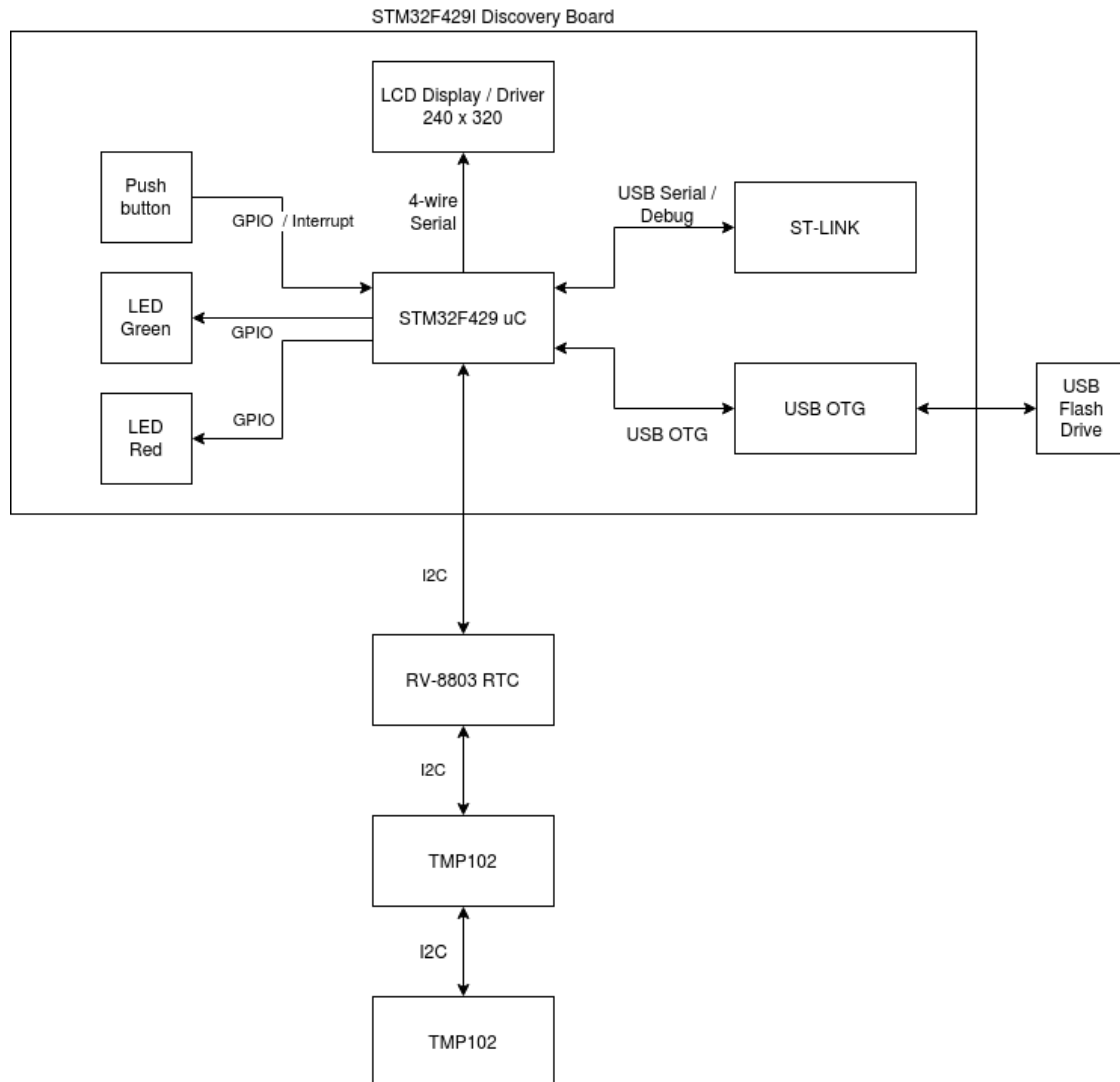 STM32F429I Discovery Board
LCD Display / Driver
240 x 320
Push
button
GPIO / Interrupt
4-wire
Serial
USB Serial /
Debug
ST-LINK
LED
Green
GPIO
STM32F429 uC
LED
Red
GPIO
USB OTG
USB OTG
USB
Flash
Drive
I2C
RV-8803 RTC
I2C
TMP102
I2C
TMP102